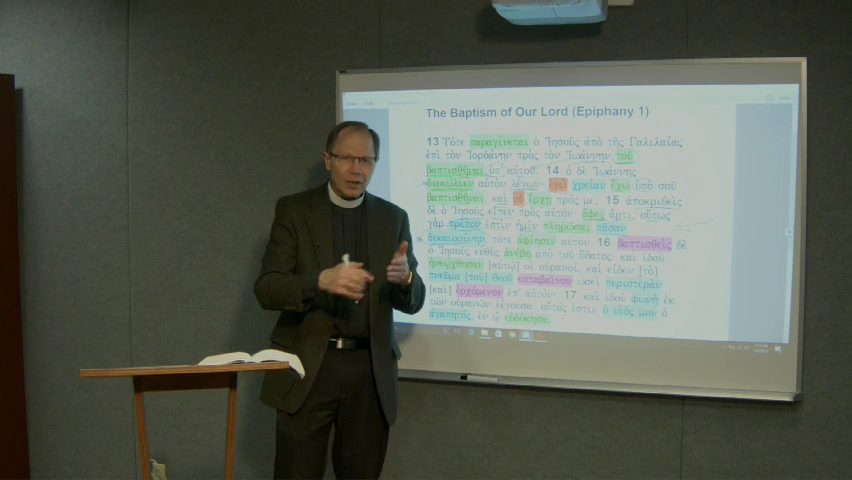 The Baptism of Our Lord (Epiphany 1)
13 Τότε παραγίνεται ὁ Ἰησοῦς ἀπὸ τῆς Γαλιλαίας
ἐπὶ τὸν Ἰορδάνην πρὸς τὸν Ἰωάννην τοῦ
βαπτισθῆναι ὑπ’ αὐτοῦ. 14 ὁ δὲ Ἰωάννης
διεκώλυεν αὐτὸν λέγων· ἐγὼ χρείαν ἔχω ὑπὸ σοῦ
βαπτισθῆναι, καὶ σὺ ἔρχῃ πρός με; 15 ἀποκριθεὶς
δὲ ὁ Ἰησοῦς εἶπεν πρὸς αὐτόν· ἄφες ἄρτι, οὕτως
γὰρ πρέπον ἐστὶν ἡμῖν πληρῶσαι πᾶσαν
δικαιοσύνην. τότε ἀφίησιν αὐτόν. 16 βαπτισθεὶς δὲ
ὁ Ἰησοῦς εὐθὺς ἀνέβη ἀπὸ τοῦ ὕδατος· καὶ ἰδοὺ
ἠνεῴχθησαν [αὐτῷ] οἱ οὐρανοί, καὶ εἶδεν [τὸ]
πνεῦμα [τοῦ] θεοῦ καταβαῖνον ὡσεὶ περιστερὰν
[καὶ] ἐρχόμενον ἐπ’ αὐτόν· 17 καὶ ἰδοὺ φωνὴ ἐκ
τῶν οὐρανῶν λέγουσα· οὗτός ἐστιν ὁ υἱός μου ὁ
ἀγαπητός, ἐν ᾧ εὐδόκησα.